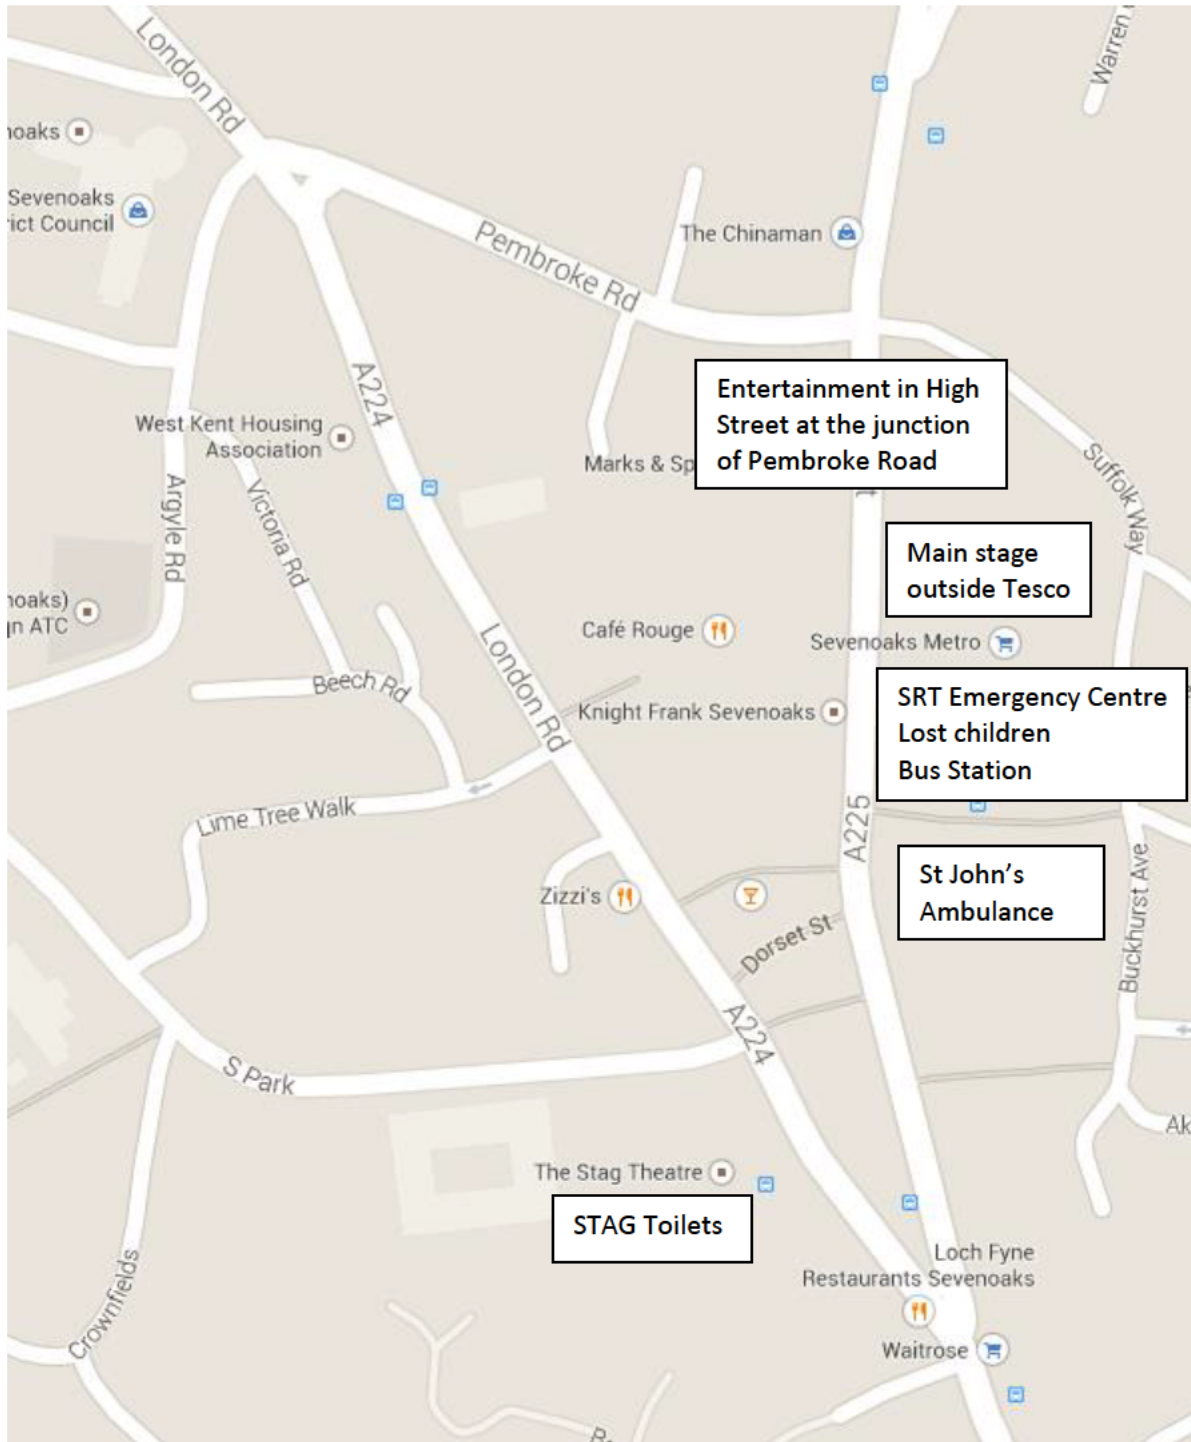 London Rd
Warren
noaks
Sevenoaks
rict Council
The Chinaman
Pembroke Rd
A224
Entertainment in High
Street at the junction
of Pembroke Road
West Kent Housing
Association
Marks & Sp
t
Suffolk Way
Argyle Rd
Victoria Rd
Main stage
outside Tesco
noaks)
gn ATC
Café Rouge
Sevenoaks Metro
London Rd
Beech Rd
Knight Frank Sevenoaks
SRT Emergency Centre
Lost children
Bus Station
e
Lime Tree Walk
A225
Zizzi's
St John’s
Ambulance
Buckhurst Ave
Dorset St
A224
S Park
Ak
The Stag Theatre
STAG Toilets
Loch Fyne
Restaurants Sevenoaks
Crownfields
Waitrose
R